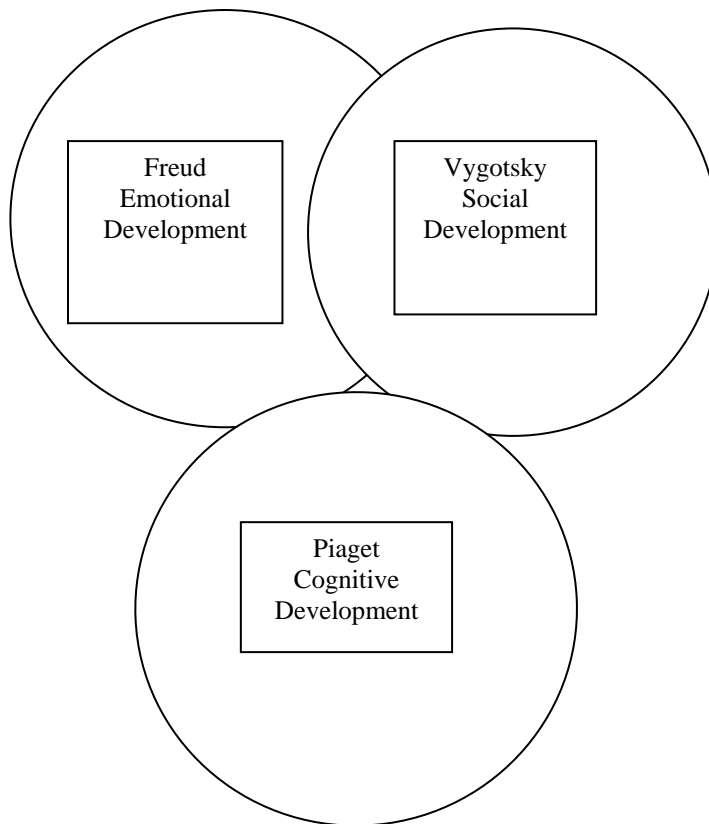 Freud
Emotional
Development
Vygotsky
Social
Development
Piaget
Cognitive
Development